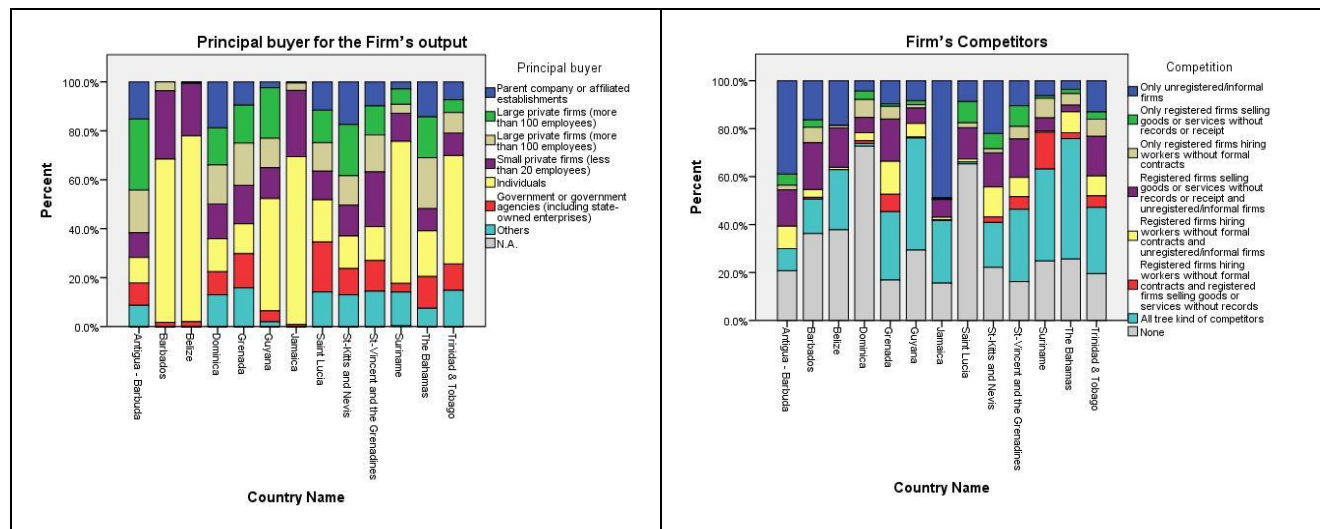 Principal buyer for the Firm's output
Percent
100.0%
80.0%
60.0%
40.0%
20.0%
0.0%
Antigua - Barbuda
Barbados
Belize
Dominica
Grenada
Guyana
Jamaica
Saint Lucia
St-Kitts and Nevis
St-Vincent and the Grenadines
Suriname
The Bahamas
Trinidad & Tobago
Country Name
Principal buyer
Parent company or affiliated
establishments
Large private firms (more
than 100 employees)
Large private firms (more
than 100 employees)
Small private firms (less
than 20 employees)
Individuals
Government or government
agencies (including state-
owned enterprises)
Others
N.A.
Firm's Competitors
Percent
100.0%
80.0%
60.0%
40.0%
20.0%
0.0%
Antigua - Barbuda
Barbados
Belize
Dominica
Grenada
Guyana
Jamaica
Saint Lucia
St-Kitts and Nevis
St-Vincent and the Grenadines
Suriname
The Bahamas
Trinidad & Tobago
Country Name
Competition
Only unregistered/informal
firms
Only registered firms selling
goods or services without
records or receipt
Only registered firms hiring
workers without formal
contracts
Registered firms selling
goods or services without
records or receipt and
unregistered/informal firms
Registered firms hiring
workers without formal
contracts and
unregistered/informal firms
Registered firms hiring
workers without formal
contracts and registered
firms selling goods or
services without records
All tree kind of competitors
None